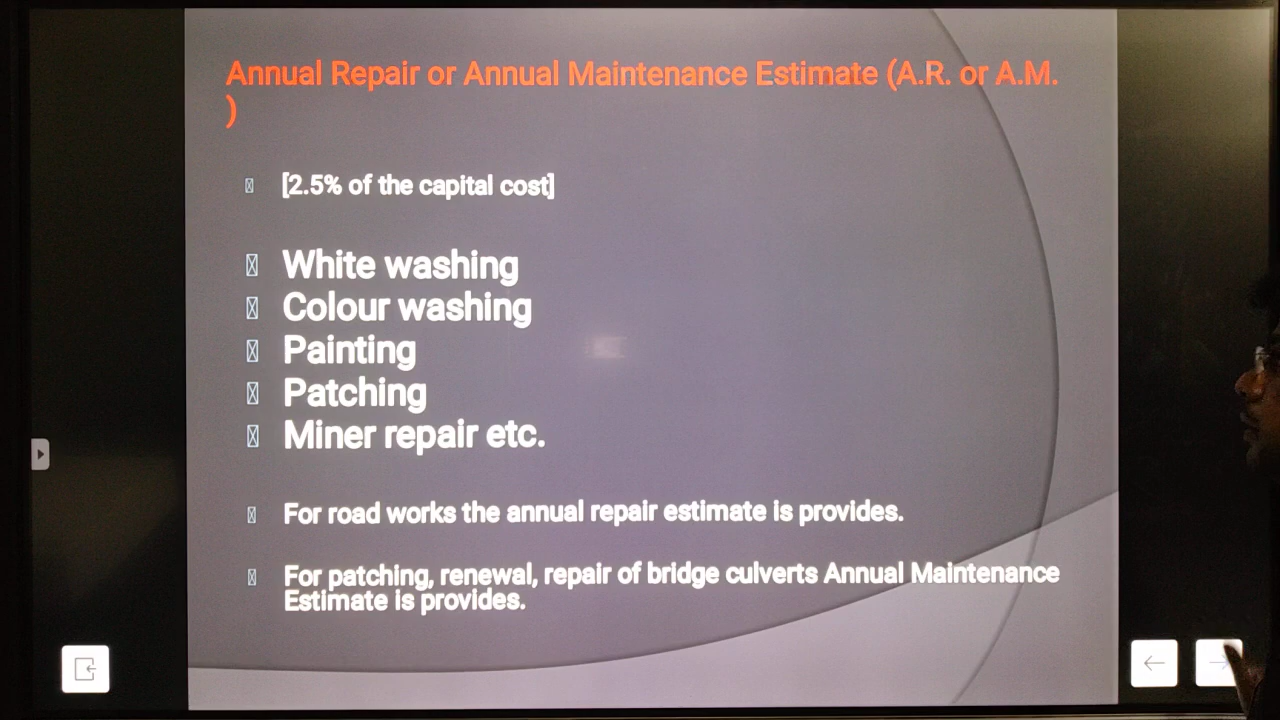 Annual Repair or Annual Maintenance Estimate (A.R. or A.M.
)
[2.5% of the capital cost]
White washing
Colour washing
Painting
Patching
Miner repair etc.
For road works the annual repair estimate is provides.
For patching, renewal, repair of bridge culverts Annual Maintenance
Estimate is provides.